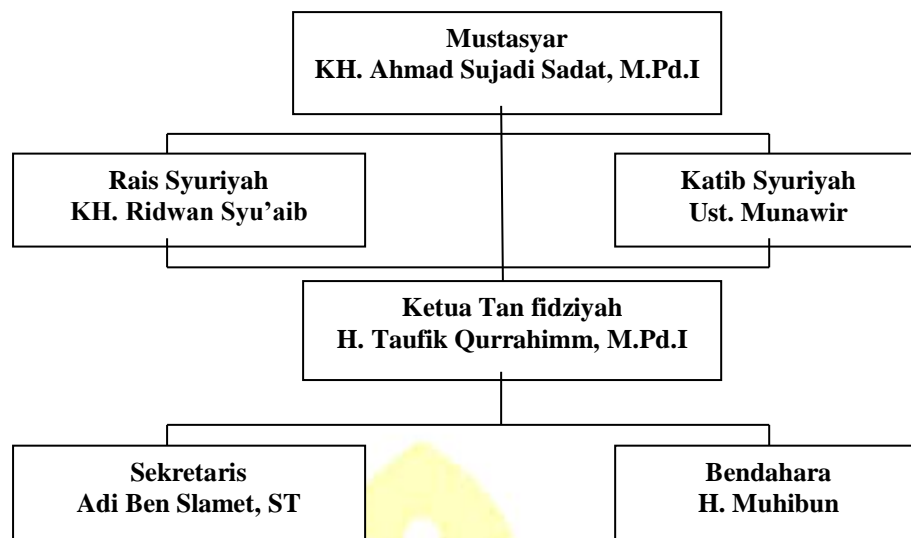 Mustasyar
KH. Ahmad Sujadi Sadat, M.Pd.I
Rais Syuriyah
KH. Ridwan Syu’aib
Katib Syuriyah
Ust. Munawir
Ketua Tan fidziyah
H. Taufik Qurrahimm, M.Pd.I
Sekretaris
Adi Ben Slamet, ST
Bendahara
H. Muhibun